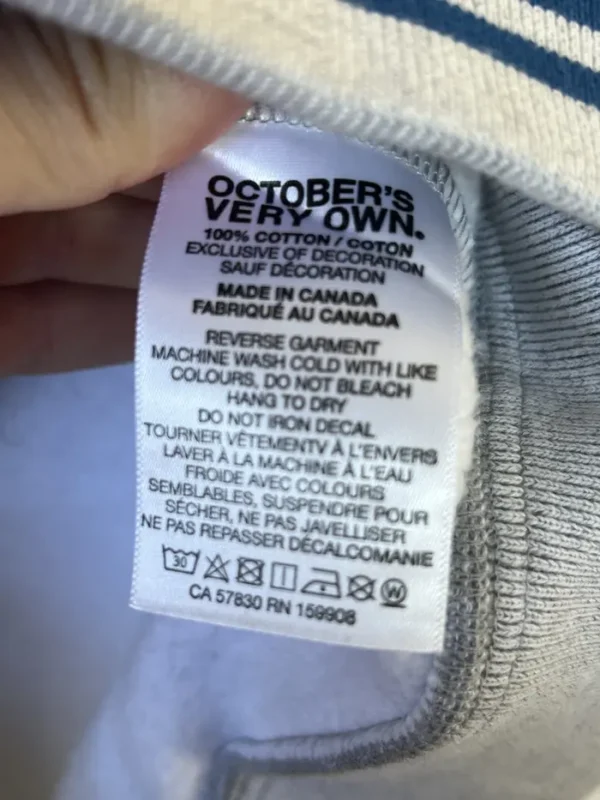 OCTOBER'S
VERY OWN.
100% COTTON / COTON
EXCLUSIVE OF DECORATION
SAUF DÉCORATION
MADE IN CANADA
FABRIQUÉ AU CANADA
REVERSE GARMENT
MACHINE WASH COLD WITH LIKE
COLOURS, DO NOT BLEACH
HANG TO DRY
DO NOT IRON DECAL
TOURNER VÉTEMENTV À L'ENVERS
LAVER À LA MACHINE À L'EAU
FROIDE AVEC COLOURS
SEMBLABLES, SUSPENDRE POUR
SÉCHER, NE PAS JAVELLISER
NE PAS REPASSER DÉCALCOMANIE
30 W
CA 57830 RN 159908